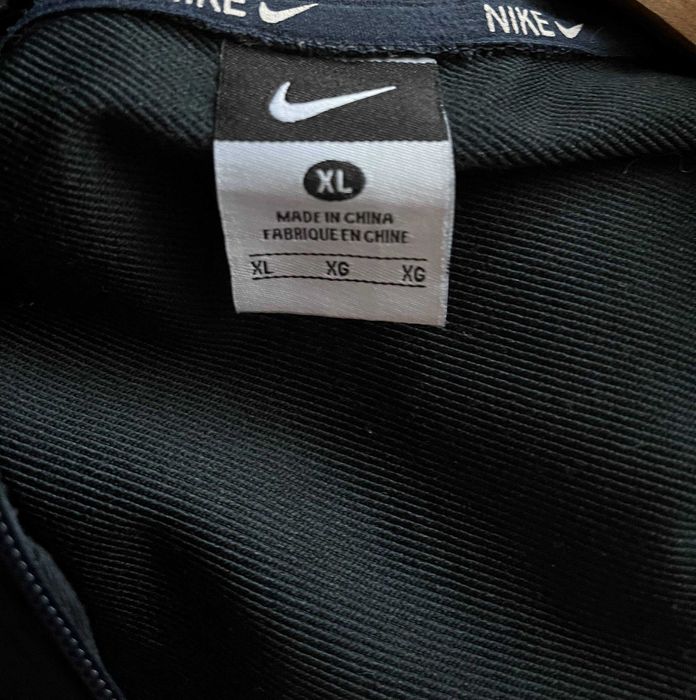 NIKE NIKE
XL
MADE IN CHINA
FABRIQUE EN CHINE
XL XG XG